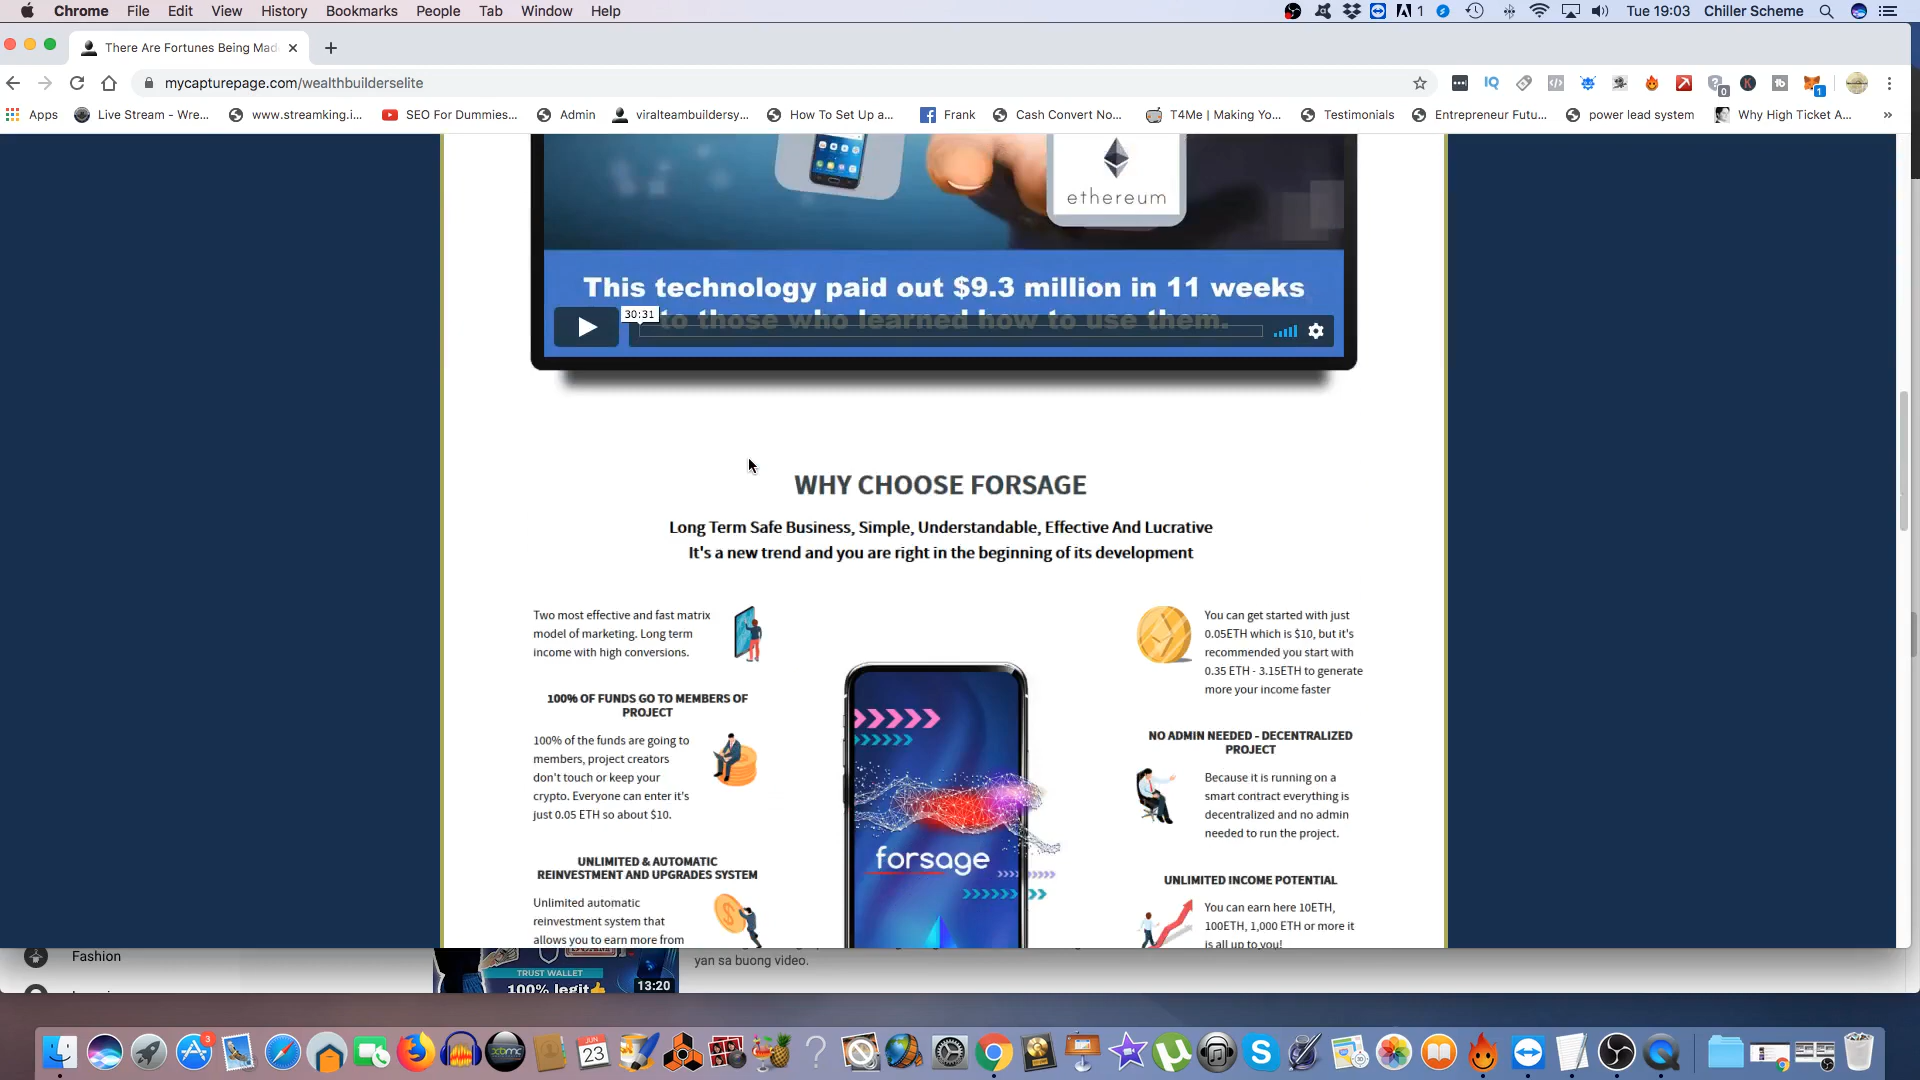 Chrome File Edit View History Bookmarks People Tab Window Help
1 Tue 19:03 Chiller Scheme
There Are Fortunes Being Mad
mycapturepage.com/wealthbuilderselite
Apps Live Stream - Wre... www.streamking.i... SEO For Dummies... Admin viralteambuildersy... How To Set Up a... Frank Cash Convert No... T4Me | Making Yo... Testimonials Entrepreneur Futu... power lead system Why High Ticket A... »
ethereum
This technology paid out $9.3 million in 11 weeks
to those who learned how to use them.
30:31
WHY CHOOSE FORSAGE
Long Term Safe Business, Simple, Understandable, Effective And Lucrative
It's a new trend and you are right in the beginning of its development
Two most effective and fast matrix
model of marketing. Long term
income with high conversions.
100% OF FUNDS GO TO MEMBERS OF
PROJECT
100% of the funds are going to
members, project creators
don't touch or keep your
crypto. Everyone can enter it's
just 0.05 ETH so about $10.
UNLIMITED & AUTOMATIC
REINVESTMENT AND UPGRADES SYSTEM
Unlimited automatic
reinvestment system that
allows you to earn more from
forsage
You can get started with just
0.05ETH which is $10, but it's
recommended you start with
0.35 ETH - 3.15ETH to generate
more your income faster
NO ADMIN NEEDED - DECENTRALIZED
PROJECT
Because it is running on a
smart contract everything is
decentralized and no admin
needed to run the project.
UNLIMITED INCOME POTENTIAL
You can earn here 10ETH,
100ETH, 1,000 ETH or more it
is all up to you!
Fashion
TRUST WALLET
100% legit
13:20
yan sa buong video.
3
JUN
23